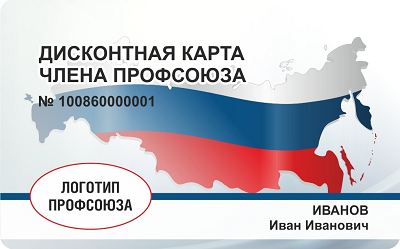 ДИСКОНТНАЯ КАРТА
ЧЛЕНА ПРОФСОЮЗА
№ 100860000001
ЛОГОТИП
ПРОФСОЮЗА
ИВАНОВ
Иван Иванович